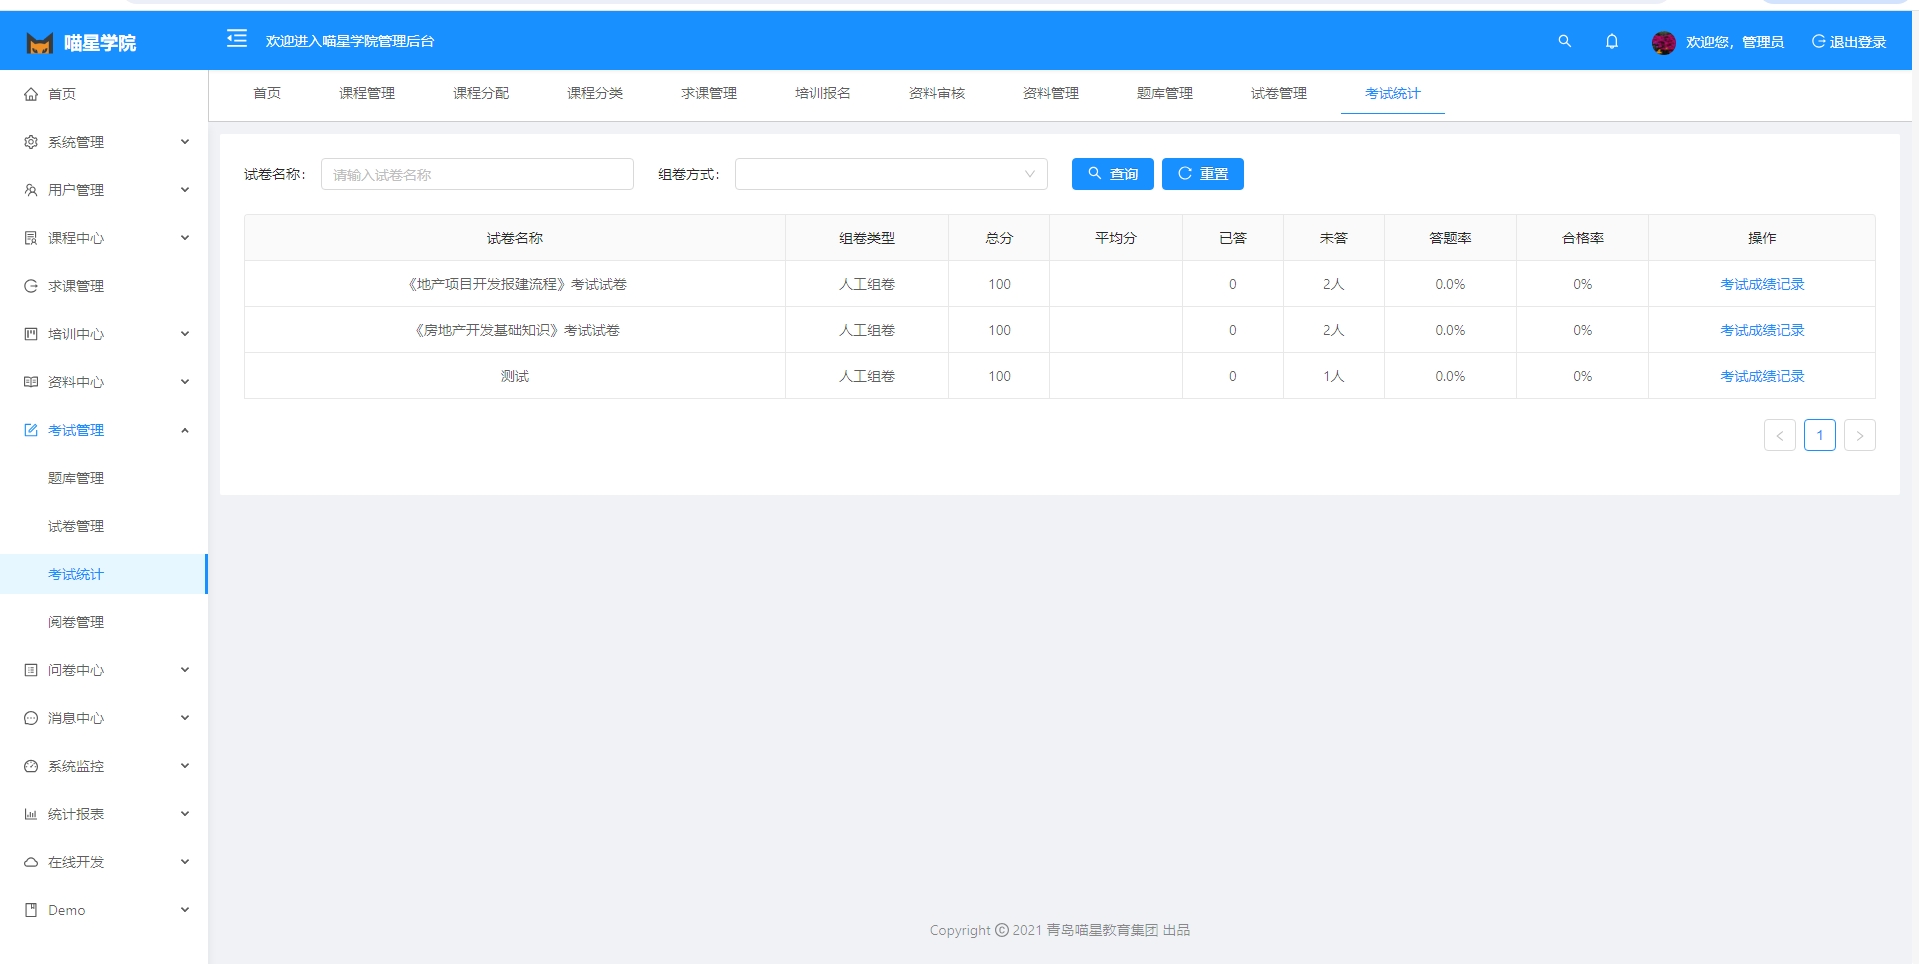 喵星学院
欢迎进入喵星学院管理后台
欢迎您，管理员
退出登录
首页
系统管理
用户管理
课程中心
求课管理
培训中心
资料中心
考试管理
题库管理
试卷管理
考试统计
阅卷管理
问卷中心
消息中心
系统监控
统计报表
在线开发
Demo
首页 课程管理 课程分配 课程分类 求课管理 培训报名 资料审核 资料管理 题库管理 试卷管理 考试统计
试卷名称： 请输入试卷名称 组卷方式： 查询 重置
试卷名称 组卷类型 总分 平均分 已答 未答 答题率 合格率 操作
《地产项目开发报建流程》考试试卷 人工组卷 100 0 2人 0.0% 0% 考试成绩记录
《房地产开发基础知识》考试试卷 人工组卷 100 0 2人 0.0% 0% 考试成绩记录
测试 人工组卷 100 0 1人 0.0% 0% 考试成绩记录
< 1 >
Copyright © 2021 青岛喵星教育集团 出品